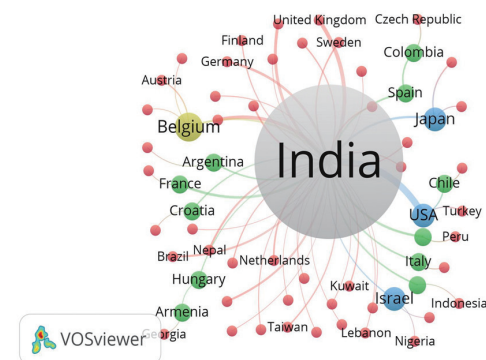 United Kingdom
Czech Republic
Finland
Sweden
Colombia
Germany
Austria
Spain
Belgium
Japan
India
Argentina
France
Chile
Croatia
USA
Turkey
Peru
Brazil
Nepal
Netherlands
Italy
Hungary
Kuwait
Israel
Indonesia
Armenia
Taiwan
Lebanon
Georgia
Nigeria
VOSviewer